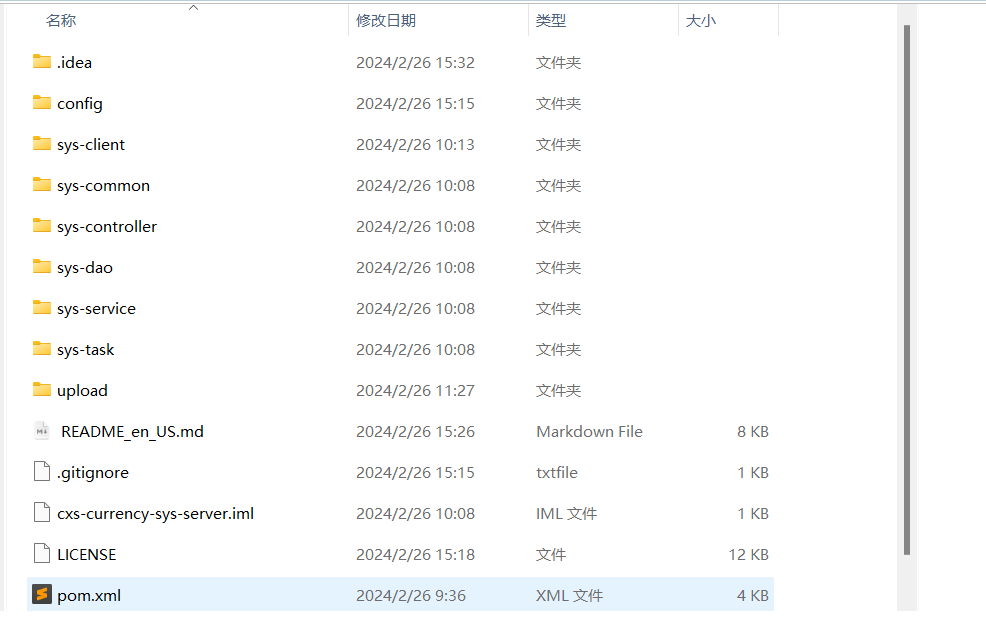 名称 修改日期 类型 大小
.idea 2024/2/26 15:32 文件夹
config 2024/2/26 15:15 文件夹
sys-client 2024/2/26 10:13 文件夹
sys-common 2024/2/26 10:08 文件夹
sys-controller 2024/2/26 10:08 文件夹
sys-dao 2024/2/26 10:08 文件夹
sys-service 2024/2/26 10:08 文件夹
sys-task 2024/2/26 10:08 文件夹
upload 2024/2/26 11:27 文件夹
README_en_US.md 2024/2/26 15:26 Markdown File 8 KB
.gitignore 2024/2/26 15:15 txtfile 1 KB
cxs-currency-sys-server.iml 2024/2/26 10:08 IML 文件 1 KB
LICENSE 2024/2/26 15:18 文件 12 KB
pom.xml 2024/2/26 9:36 XML 文件 4 KB